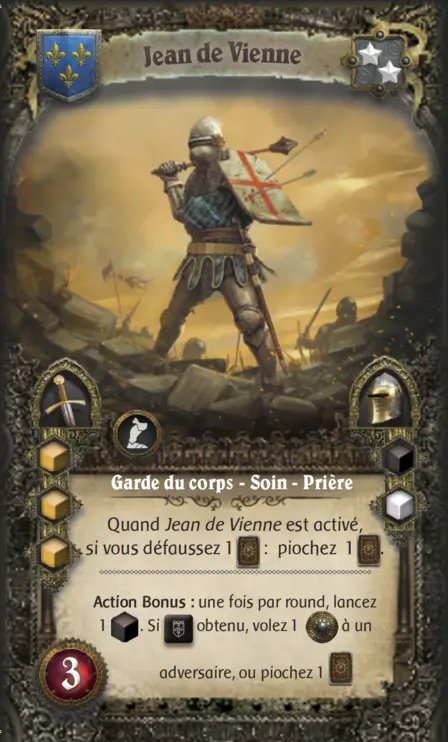 Jean de Vienne
Garde du corps - Soin - Prière
Quand Jean de Vienne est activé,
si vous défaussez 1 : piochez 1 .
Action Bonus : une fois par round, lancez
1 . Si obtenu, volez 1 à un
adversaire, ou piochez 1
3